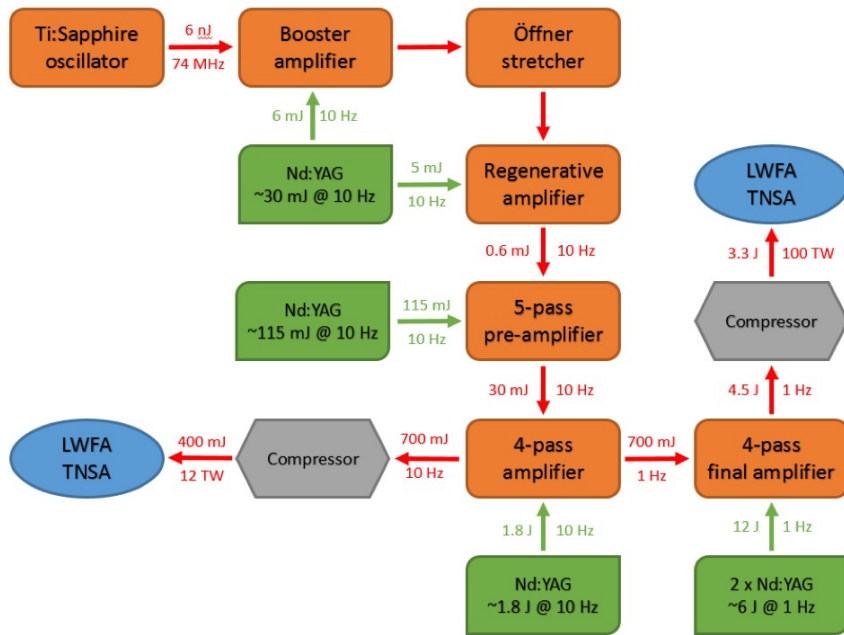 Ti:Sapphire
oscillator
6 nJ
74 MHz
Booster
amplifier
Öffner
stretcher
6 mJ 10 Hz
Nd:YAG
~30 mJ @ 10 Hz
5 mJ
10 Hz
Regenerative
amplifier
LWFA
TNSA
0.6 mJ 10 Hz
3.3 J 100 TW
Nd:YAG
~115 mJ @ 10 Hz
115 mJ
10 Hz
5-pass
pre-amplifier
Compressor
30 mJ 10 Hz
4.5 J 1 Hz
LWFA
TNSA
400 mJ
12 TW
Compressor
700 mJ
10 Hz
4-pass
amplifier
700 mJ
1 Hz
4-pass
final amplifier
1.8 J 10 Hz
12 J 1 Hz
Nd:YAG
~1.8 J @ 10 Hz
2 x Nd:YAG
~6 J @ 1 Hz